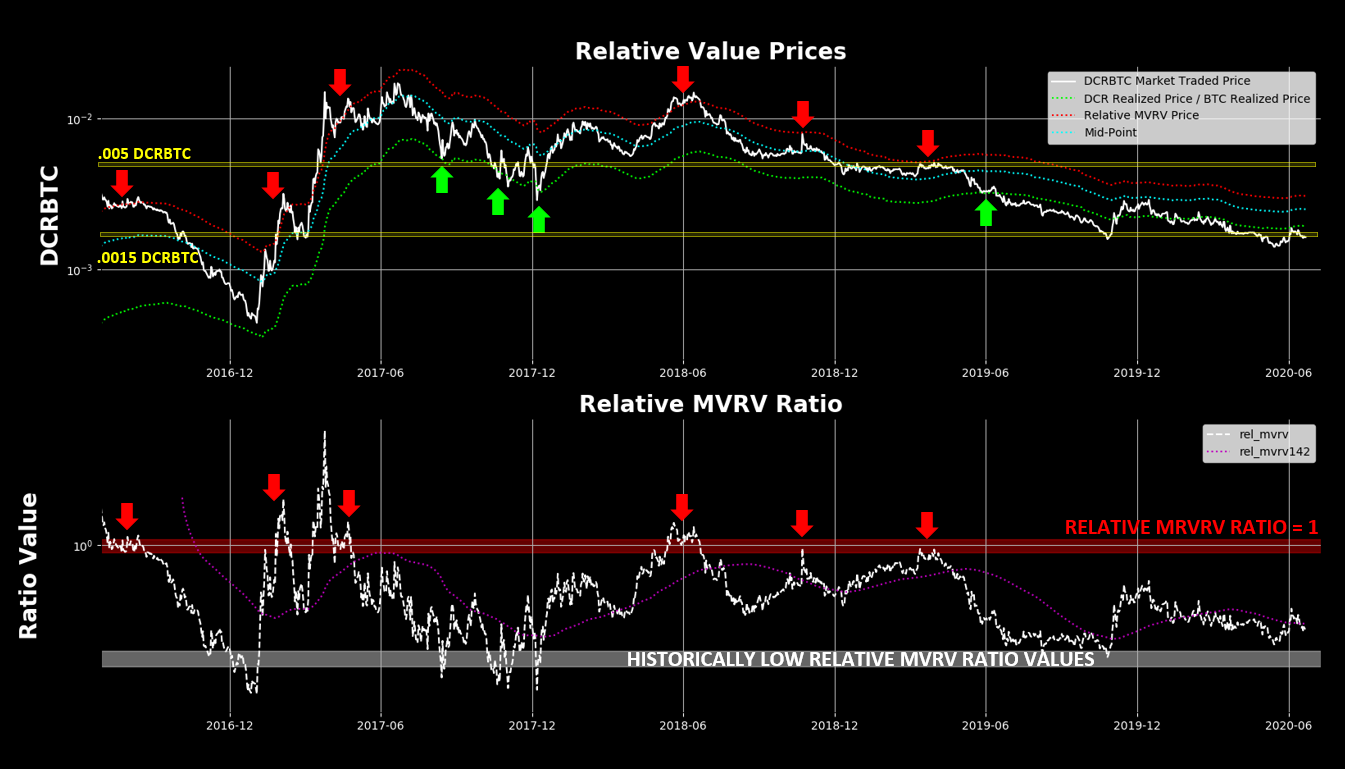 Relative Value Prices
DCRBTC Market Traded Price
DCR Realized Price / BTC Realized Price
Relative MVRV Price
Mid-Point
DCRBTC
10⁻²
10⁻³
.005 DCRBTC
.0015 DCRBTC
2016-12 2017-06 2017-12 2018-06 2018-12 2019-06 2019-12 2020-06
Relative MVRV Ratio
rel_mvrv
rel_mvrv142
Ratio Value
10⁰
RELATIVE MRVRV RATIO = 1
HISTORICALLY LOW RELATIVE MVRV RATIO VALUES
2016-12 2017-06 2017-12 2018-06 2018-12 2019-06 2019-12 2020-06